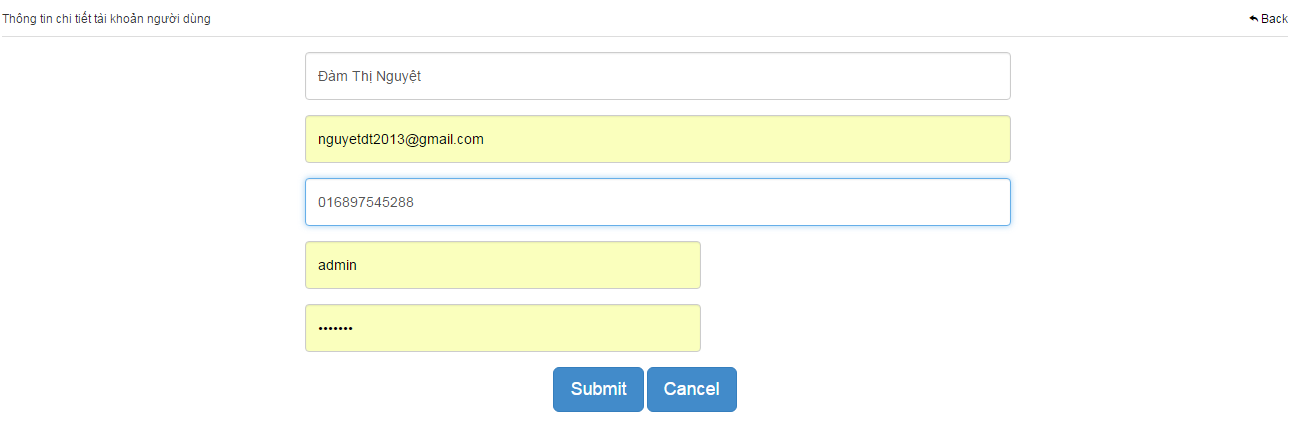 Thông tin chi tiết tài khoản người dùng
Back
Đàm Thị Nguyệt
nguyetdt2013@gmail.com
016897545288
admin
•••••••
Submit
Cancel